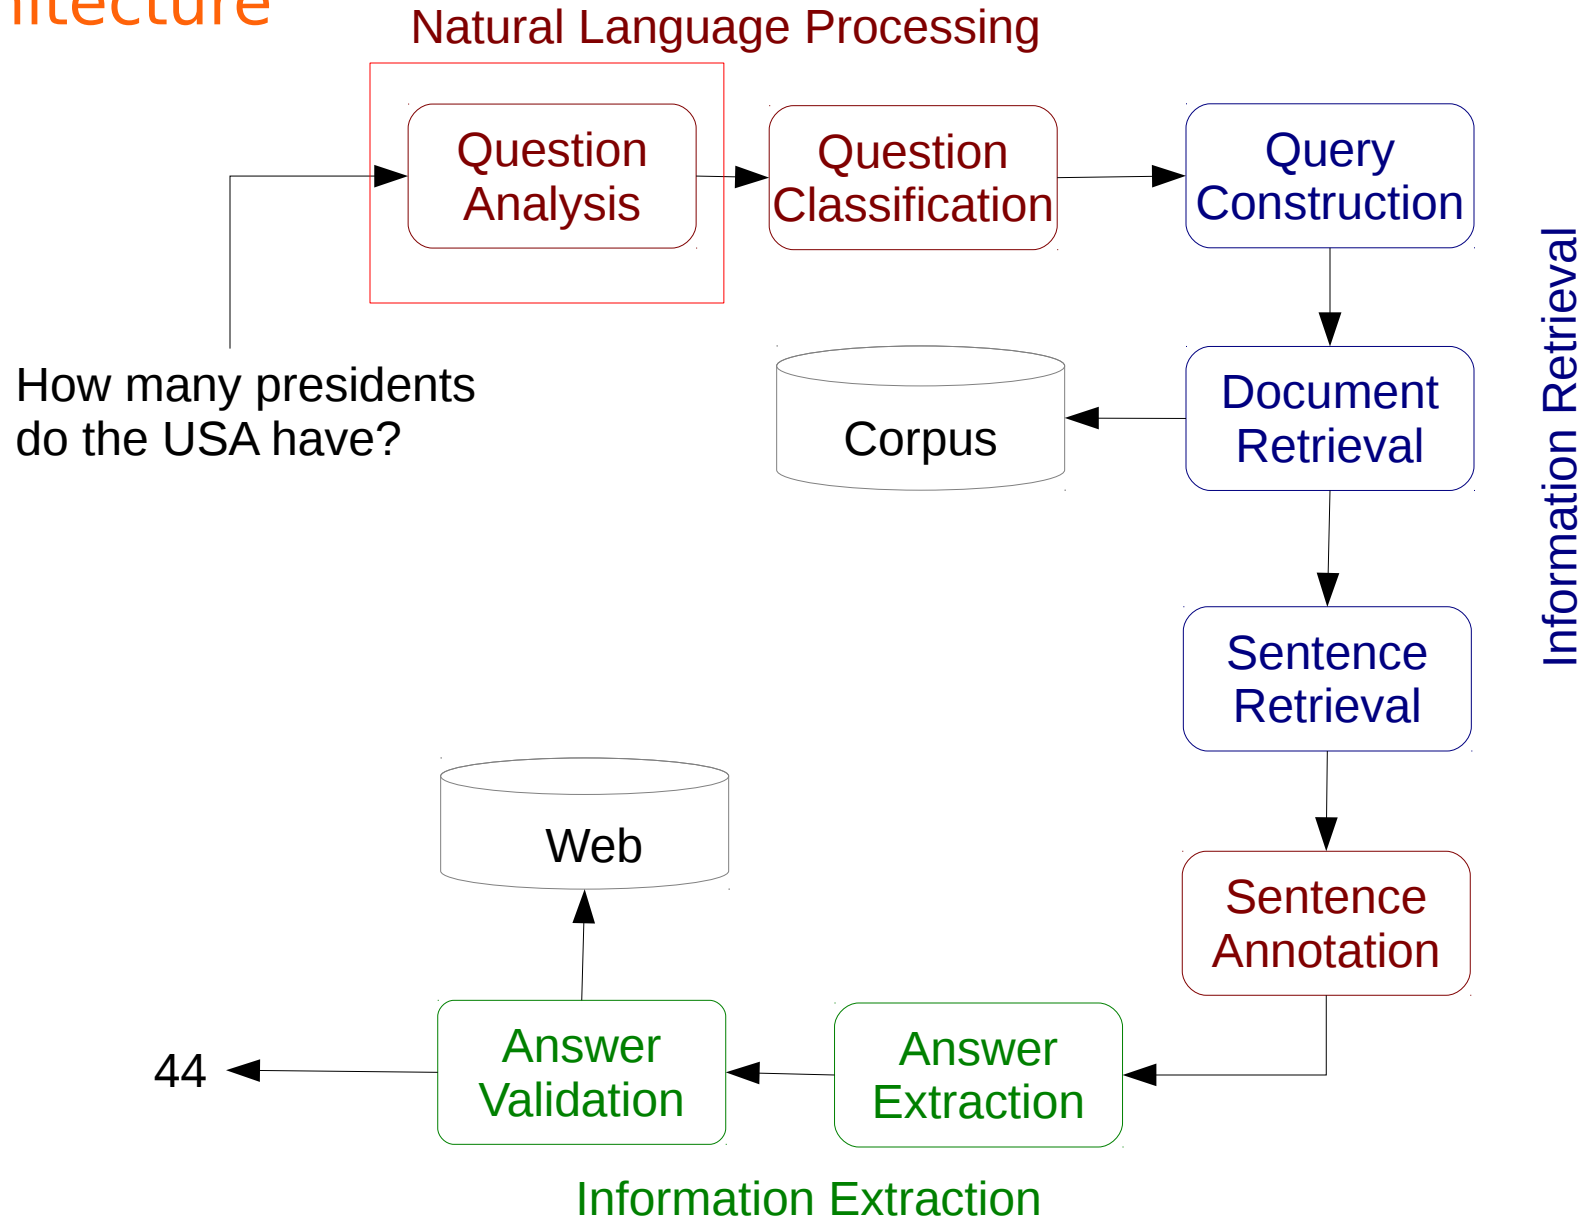 Natural Language Processing
Question
Analysis
Question
Classification
Query
Construction
How many presidents
do the USA have?
Corpus
Document
Retrieval
Information Retrieval
Sentence
Retrieval
Web
Sentence
Annotation
44
Answer
Validation
Answer
Extraction
Information Extraction